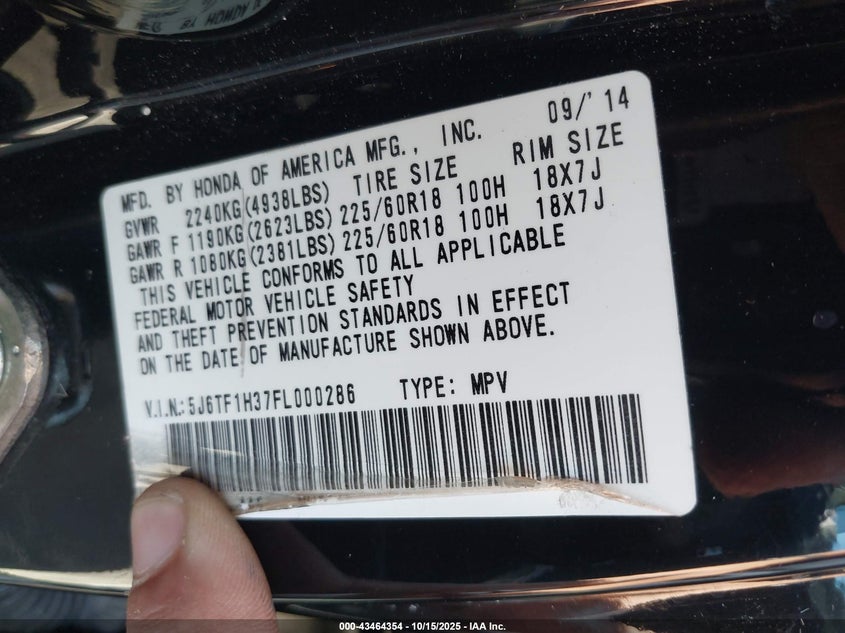 MFD. BY HONDA OF AMERICA MFG., INC. 09/'14
GVWR 2240KG(4938LBS) TIRE SIZE RIM SIZE
GAWR F 1190KG(2623LBS) 225/60R18 100H 18X7J
GAWR R 1080KG(2381LBS) 225/60R18 100H 18X7J
THIS VEHICLE CONFORMS TO ALL APPLICABLE
FEDERAL MOTOR VEHICLE SAFETY
AND THEFT PREVENTION STANDARDS IN EFFECT
ON THE DATE OF MANUFACTURE SHOWN ABOVE.
V.I.N.:5J6TF1H37FL000286 TYPE: MPV
000-43464354 - 10/15/2025 - IAA Inc.